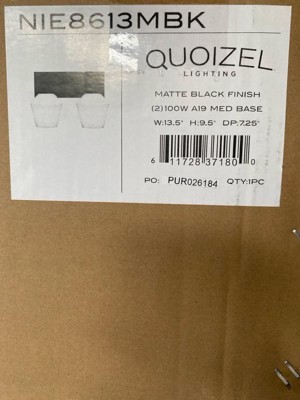 NIE8613MBK
QUOIZEL
LIGHTING
MATTE BLACK FINISH
(2)100W A19 MED BASE
W:13.5" H:9.5" DP:7.25"
6 11728 37180 0
PO: PUR026184 QTY:1PC